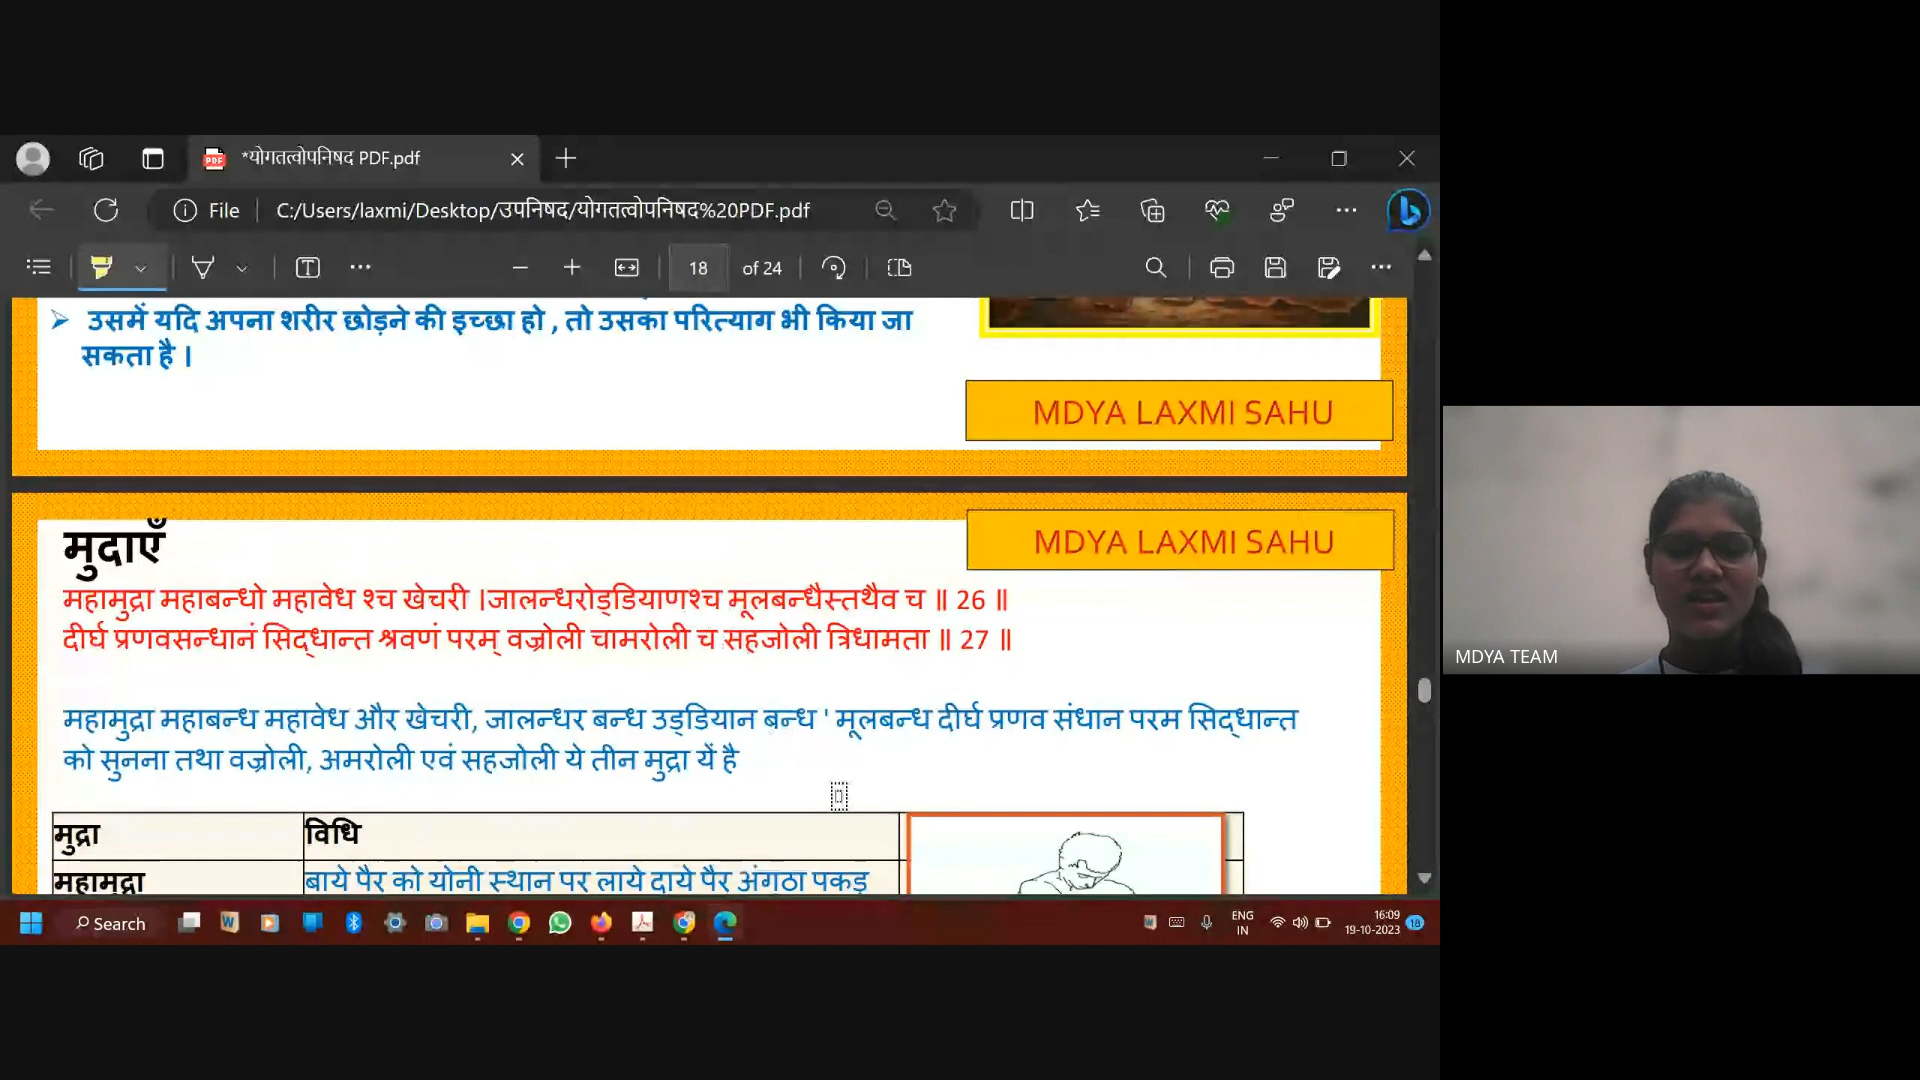 *योगतत्वोपनिषद PDF.pdf
File
C:/Users/laxmi/Desktop/उपनिषद/योगतत्वोपनिषद%20PDF.pdf
18 of 24
उसमें यदि अपना शरीर छोड़ने की इच्छा हो , तो उसका परित्याग भी किया जा
सकता है ।
MDYA LAXMI SAHU
मुदाएँ
MDYA LAXMI SAHU
महामुद्रा महाबन्धो महावेध श्च खेचरी ।जालन्धरोड्डियाणश्च मूलबन्धैस्तथैव च ॥ 26 ॥
दीर्घ प्रणवसन्धानं सिद्धान्त श्रवणं परम् वज्रोली चामरोली च सहजोली त्रिधामता ॥ 27 ॥
महामुद्रा महाबन्ध महावेध और खेचरी, जालन्धर बन्ध उड्डियान बन्ध ' मूलबन्ध दीर्घ प्रणव संधान परम सिद्धान्त
को सुनना तथा वज्रोली, अमरोली एवं सहजोली ये तीन मुद्रा यें है
मुद्रा विधि
महामुद्रा बाये पैर को योनी स्थान पर लाये दाये पैर अंगठा पकड़
MDYA TEAM
Search
ENG
IN
16:09
19-10-2023
18